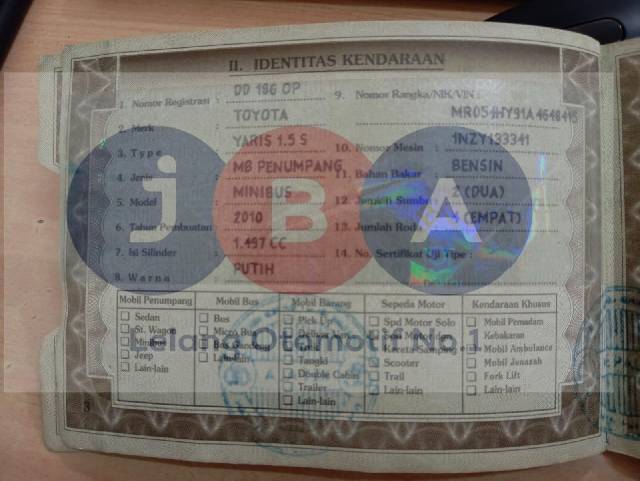 II. IDENTITAS KENDARAAN
1. Nomor Registrasi : DD 196 OP
2. Merk : TOYOTA
3. Type : YARIS 1.5 S
4. Jenis : MB PENUMPANG
5. Model : MINIBUS
6. Tahun Pembuatan : 2010
7. Isi Silinder : 1.497 CC
8. Warna : PUTIH
9. Nomor Rangka/NIK/VIN :
10. Nomor Mesin : 1NZY133341
11. Bahan Bakar : BENSIN
12. Jumlah Sumbu : 2 (DUA)
13. Jumlah Roda : 4 (EMPAT)
14. No. Sertifikat Uji Tipe :
jBA
Lelang Otomotif No.1
Mobil Penumpang
Sedan
St. Wagon
Minibus
Jeep
Lain-lain
Mobil Bus
Bus
Micro Bus
Lain-lain
Mobil Barang
Pick Up
Tangki
Double Cabin
Trailer
Lain-lain
Sepeda Motor
Spd Motor Solo
Scooter
Trail
Lain-lain
Kendaraan Khusus
Mobil Pemadam
Kebakaran
Mobil Ambulance
Mobil Jenazah
Fork Lift
Lain-lain